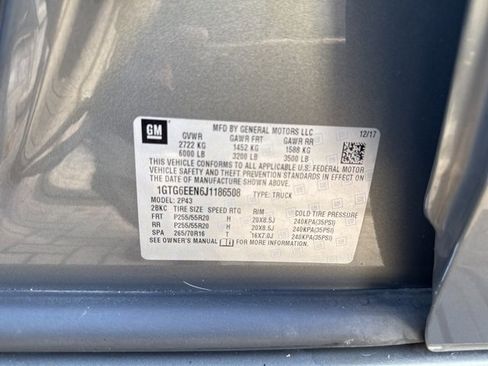 GM
MFD BY GENERAL MOTORS LLC 12/17
GVWR GAWR FRT GAWR RR
2722 KG 1452 KG 1588 KG
6000 LB 3200 LB 3500 LB
THIS VEHICLE CONFORMS TO ALL APPLICABLE U.S. FEDERAL MOTOR
VEHICLE SAFETY AND THEFT PREVENTION STANDARDS IN EFFECT ON
THE DATE OF MANUFACTURE SHOWN ABOVE.
1GTG6EEN6J1186508 TYPE: TRUCK
MODEL: 2P43
2BKC TIRE SIZE SPEED RTG RIM COLD TIRE PRESSURE
FRT P255/55R20 H 20X8.5J 240KPA(35PSI)
RR P255/55R20 H 20X8.5J 240KPA(35PSI)
SPA 265/70R16 T 16X7.0J 240KPA(35PSI)
SEE OWNER'S MANUAL FOR MORE INFORMATION.